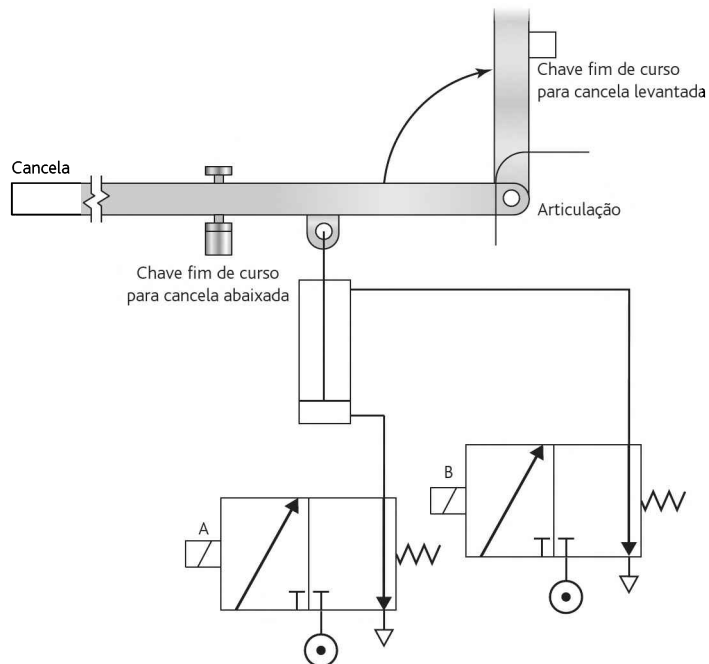 Chave fim de curso
para cancela levantada
Cancela
Articulação
Chave fim de curso
para cancela abaixada
B
A